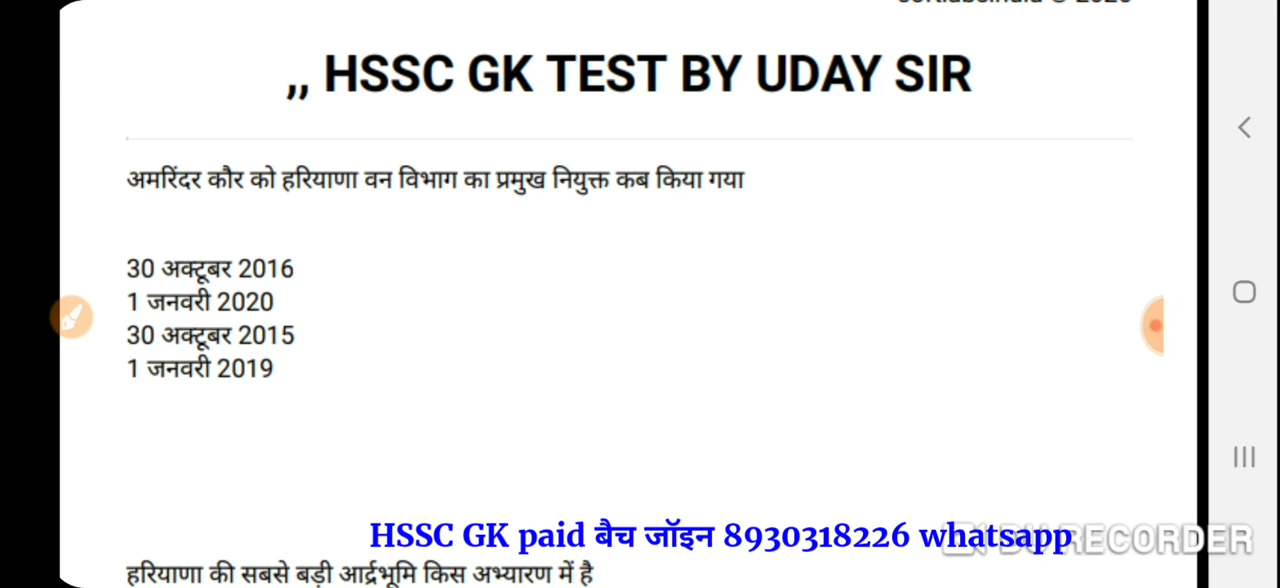 ,, HSSC GK TEST BY UDAY SIR
अमरिंदर कौर को हरियाणा वन विभाग का प्रमुख नियुक्त कब किया गया
30 अक्टूबर 2016
1 जनवरी 2020
30 अक्टूबर 2015
1 जनवरी 2019
HSSC GK paid बैच जॉइन 8930318226 whatsapp
RECORDER
हरियाणा की सबसे बड़ी आर्द्रभूमि किस अभ्यारण में है